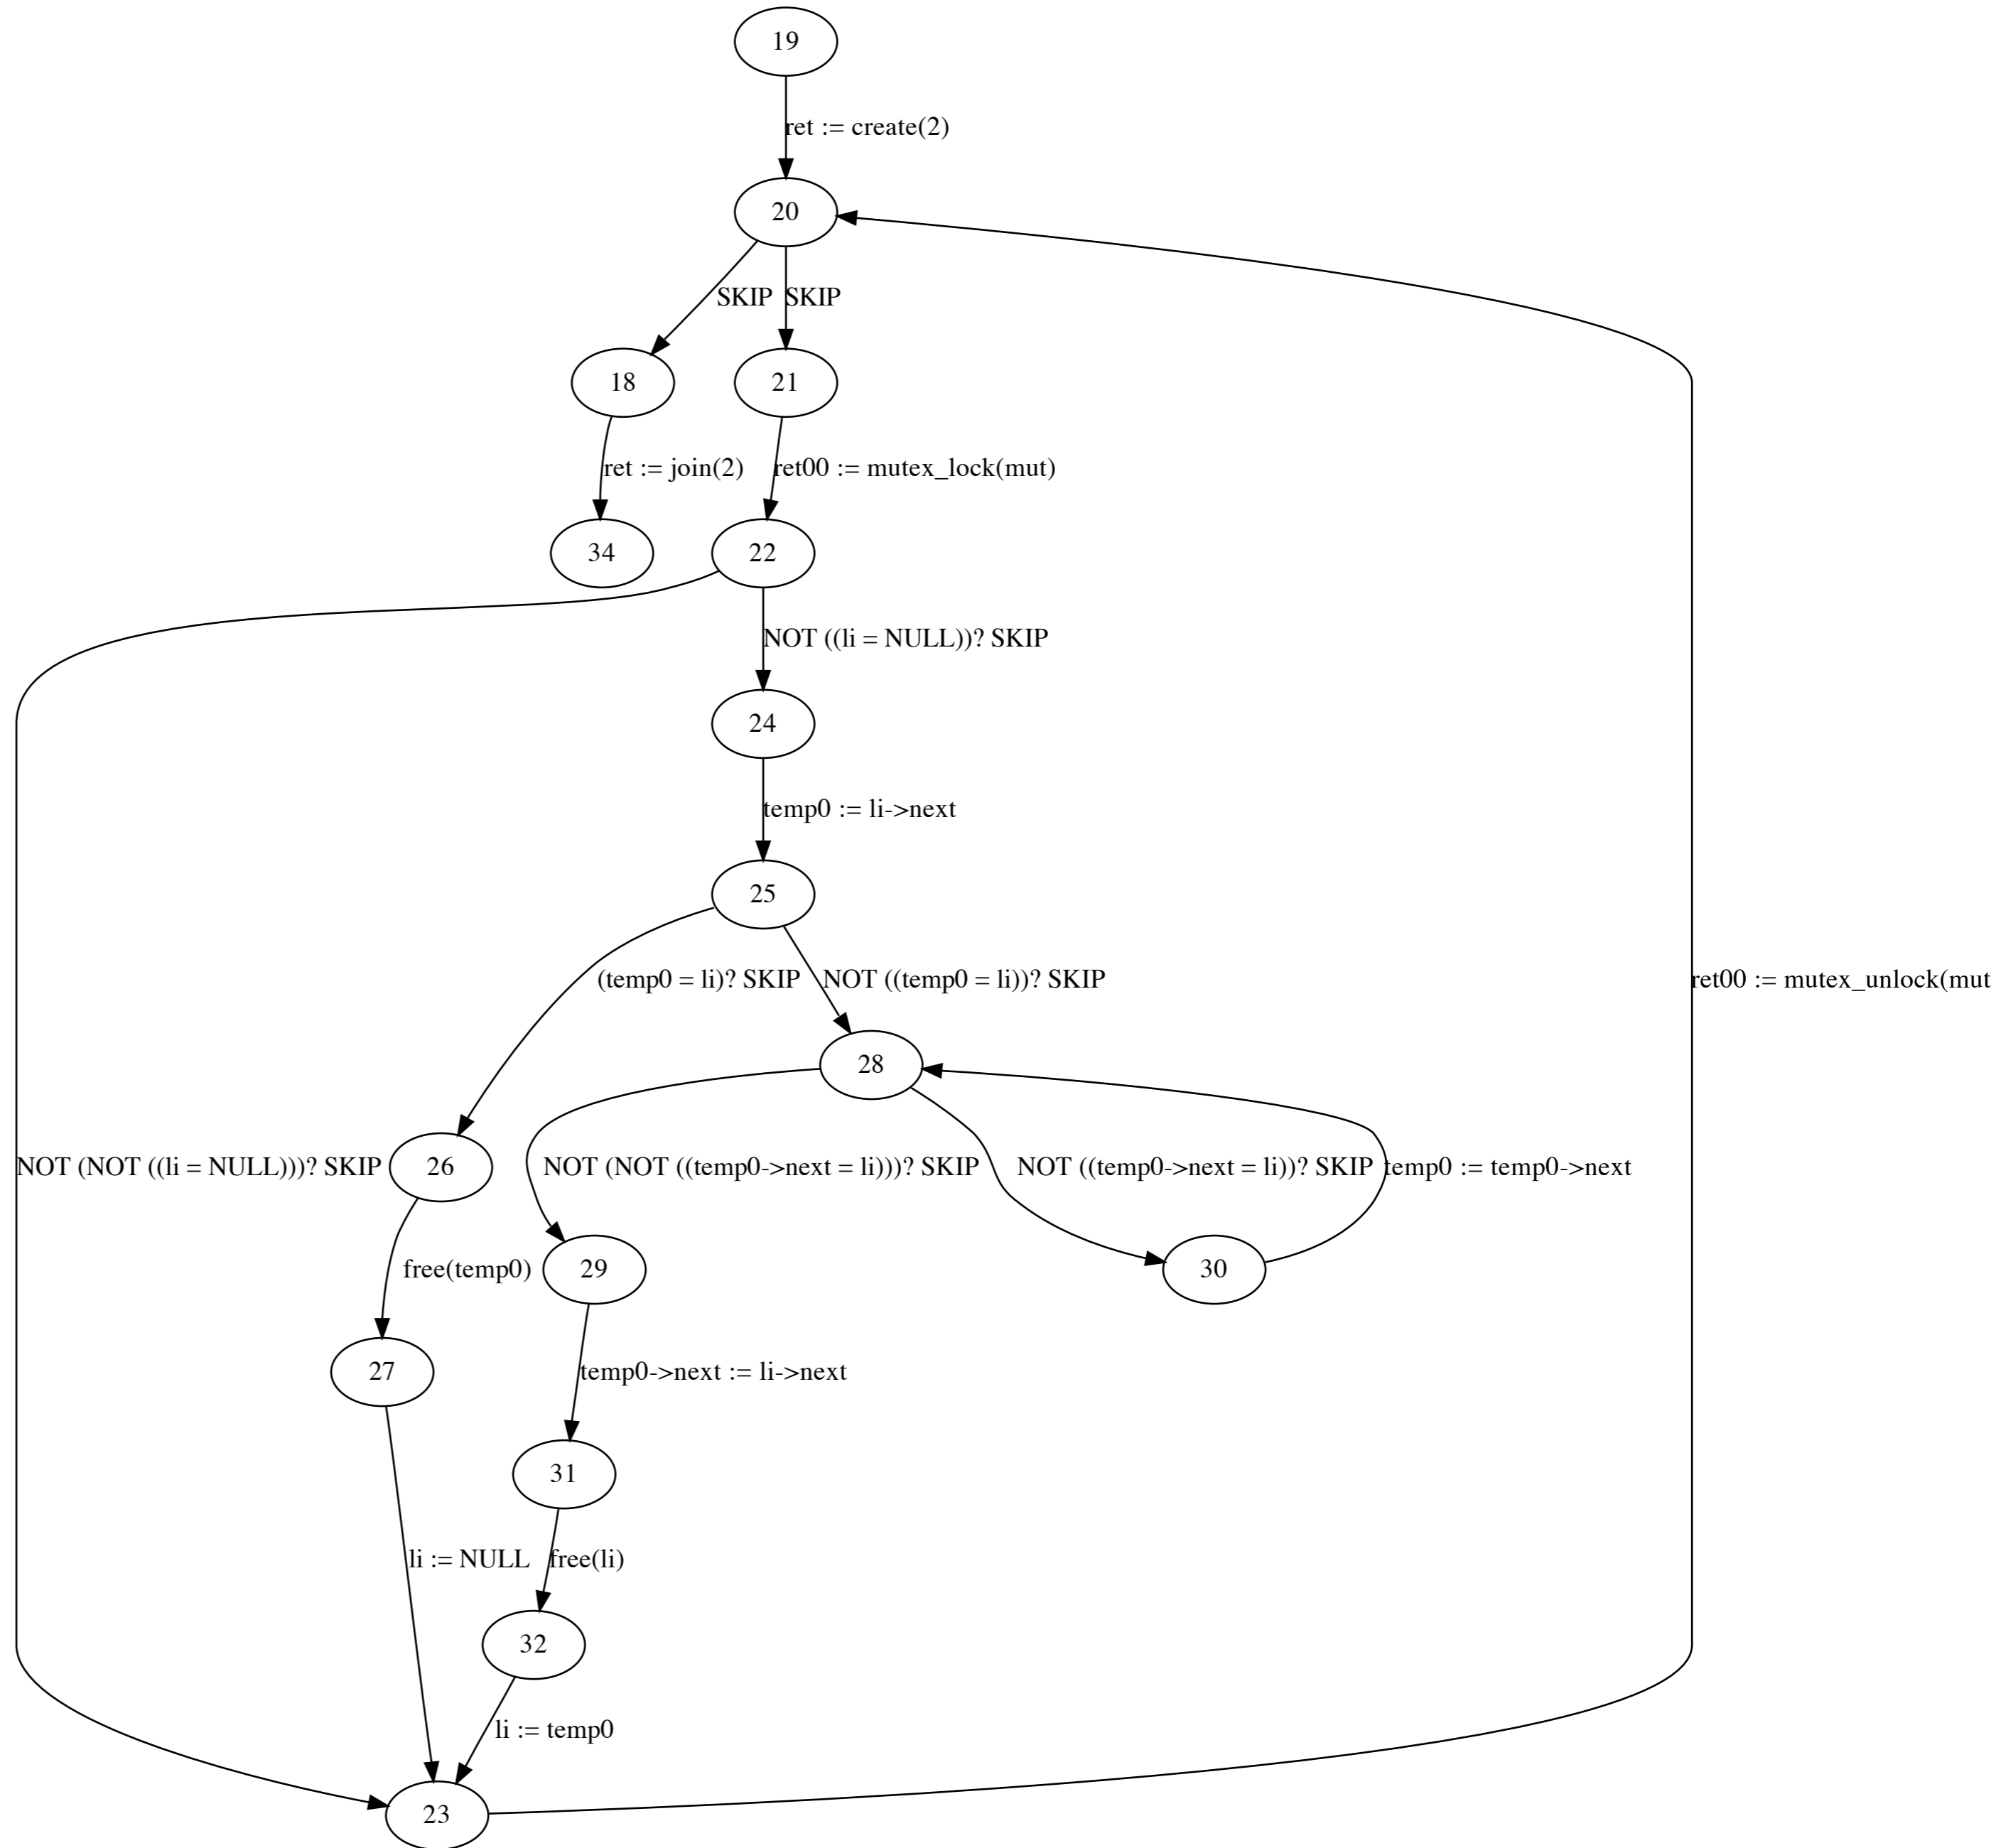 19
ret := create(2)
20
SKIP
SKIP
18
21
ret := join(2)
ret00 := mutex_lock(mut)
34
22
NOT ((li = NULL))? SKIP
24
temp0 := li->next
25
(temp0 = li)? SKIP
NOT ((temp0 = li))? SKIP
ret00 := mutex_unlock(mut
28
NOT (NOT ((li = NULL)))? SKIP
26
NOT (NOT ((temp0->next = li)))? SKIP
NOT ((temp0->next = li))? SKIP
temp0 := temp0->next
free(temp0)
29
30
27
temp0->next := li->next
31
li := NULL
free(li)
32
li := temp0
23